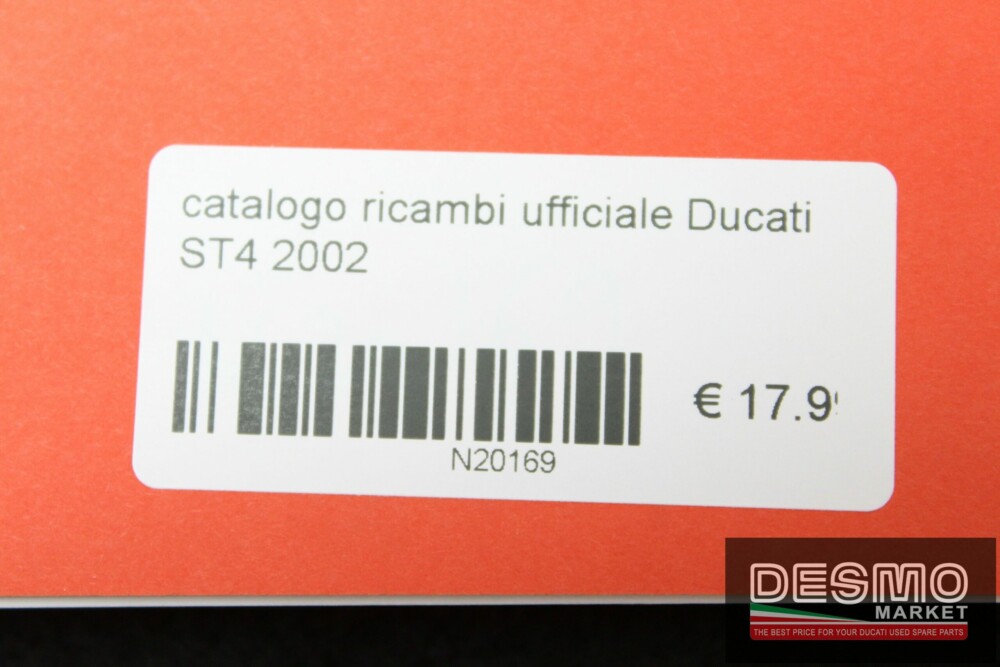 catalogo ricambi ufficiale Ducati
ST4 2002
€ 17.9
N20169
DESMO
MARKET
THE BEST PRICE FOR YOUR DUCATI USED SPARE PARTS